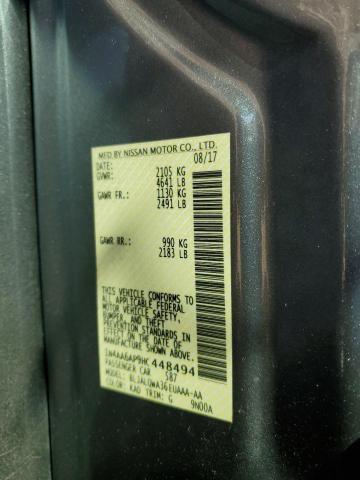 MFD BY NISSAN MOTOR CO., LTD.
DATE: 08/17
GVWR: 2105 KG
4641 LB
GAWR FR.: 1130 KG
2491 LB
GAWR RR.: 990 KG
2183 LB
THIS VEHICLE CONFORMS TO
ALL APPLICABLE FEDERAL
MOTOR VEHICLE SAFETY,
BUMPER, AND THEFT
PREVENTION STANDARDS IN
EFFECT ON THE DATE OF
MANUFACTURE SHOWN ABOVE.
1N4AA6AP9HC 448494
PASSENGER CAR S87
MODEL:
COLOR: KAD TRIM: G 9N00A